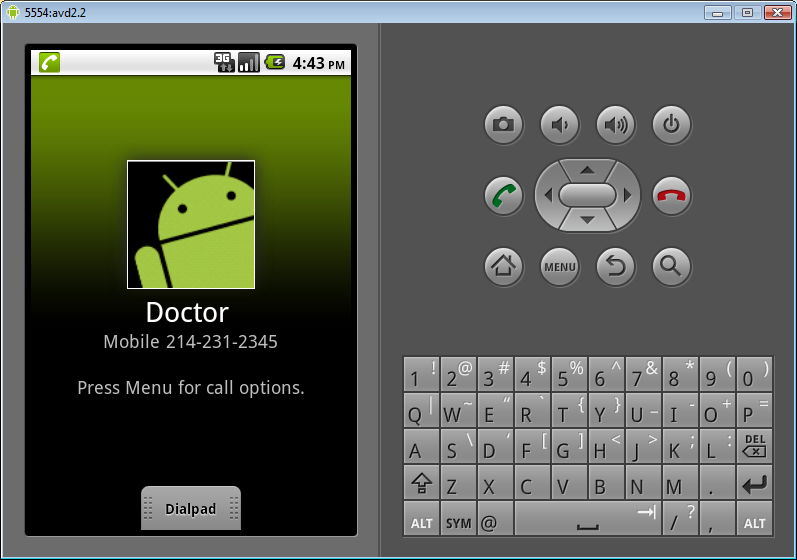 5554:avd2.2
3G 4:43 PM
Doctor
Mobile 214-231-2345
Press Menu for call options.
Dialpad
MENU
1 ! 2 @ 3 # 4 $ 5 % 6 ^ 7 & 8 * 9 ( 0 )
Q | W ~ E “ R ` T { Y } U _ I - O + P =
A S \ D ‘ F [ G ] H < J > K ; L : DEL
Z X C V B N M .
ALT SYM @ / ? , ALT